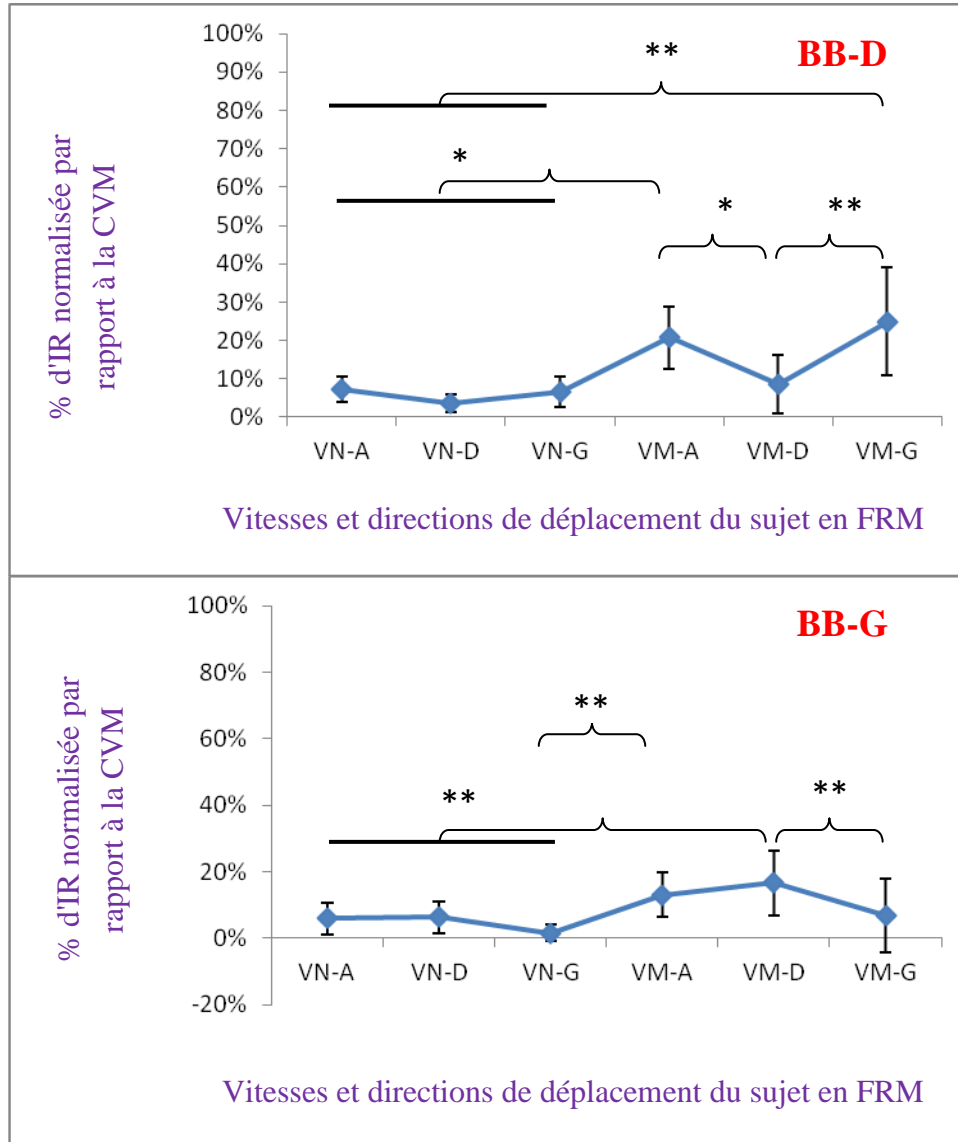 100%
BB-D
90%
**
80%
70%
*
60%
* **
50%
40%
30%
20%
10%
0%
% d'IR normalisée par
rapport à la CVM
VN-A VN-D VN-G VM-A VM-D VM-G
Vitesses et directions de déplacement du sujet en FRM
100%
BB-G
80%
**
60%
40%
** **
20%
0%
-20%
% d'IR normalisée par
rapport à la CVM
VN-A VN-D VN-G VM-A VM-D VM-G
Vitesses et directions de déplacement du sujet en FRM